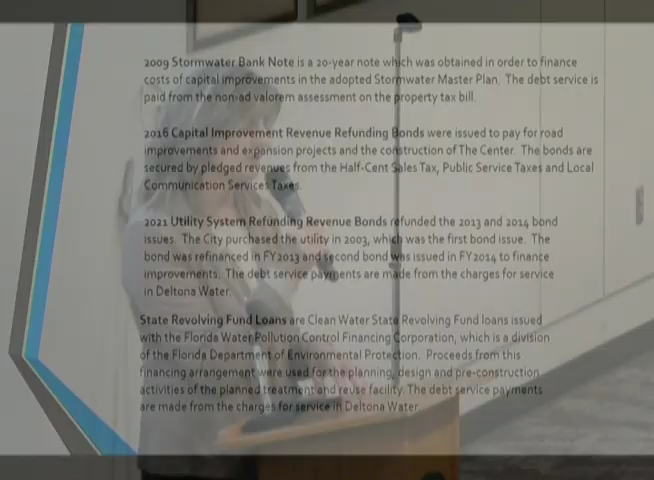 2009 Stormwater Bank Note is a 20-year note which was obtained in order to finance
costs of capital improvements in the adopted Stormwater Master Plan. The debt service is
paid from the non-ad valorem assessment on the property tax bill.
2016 Capital Improvement Revenue Refunding Bonds were issued to pay for road
improvements and expansion projects and the construction of The Center. The bonds are
secured by pledged revenues from the Half-Cent Sales Tax, Public Service Taxes and Local
Communication Services Taxes.
2021 Utility System Refunding Revenue Bonds refunded the 2013 and 2014 bond
issues. The City purchased the utility in 2003, which was the first bond issue. The
bond was refinanced in FY2013 and second bond was issued in FY2014 to finance
improvements. The debt service payments are made from the charges for service
in Deltona Water.
State Revolving Fund Loans are Clean Water State Revolving Fund loans issued
with the Florida Water Pollution Control Financing Corporation, which is a division
of the Florida Department of Environmental Protection. Proceeds from this
financing arrangement were used for the planning, design and pre-construction
activities of the planned treatment and reuse facility. The debt service payments
are made from the charges for service in Deltona Water.